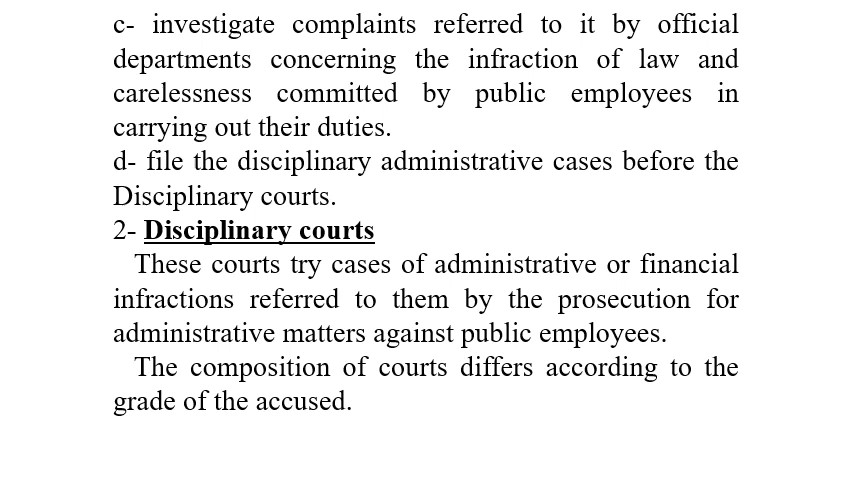 c- investigate complaints referred to it by official
departments concerning the infraction of law and
carelessness committed by public employees in
carrying out their duties.
d- file the disciplinary administrative cases before the
Disciplinary courts.
2- Disciplinary courts
These courts try cases of administrative or financial
infractions referred to them by the prosecution for
administrative matters against public employees.
The composition of courts differs according to the
grade of the accused.